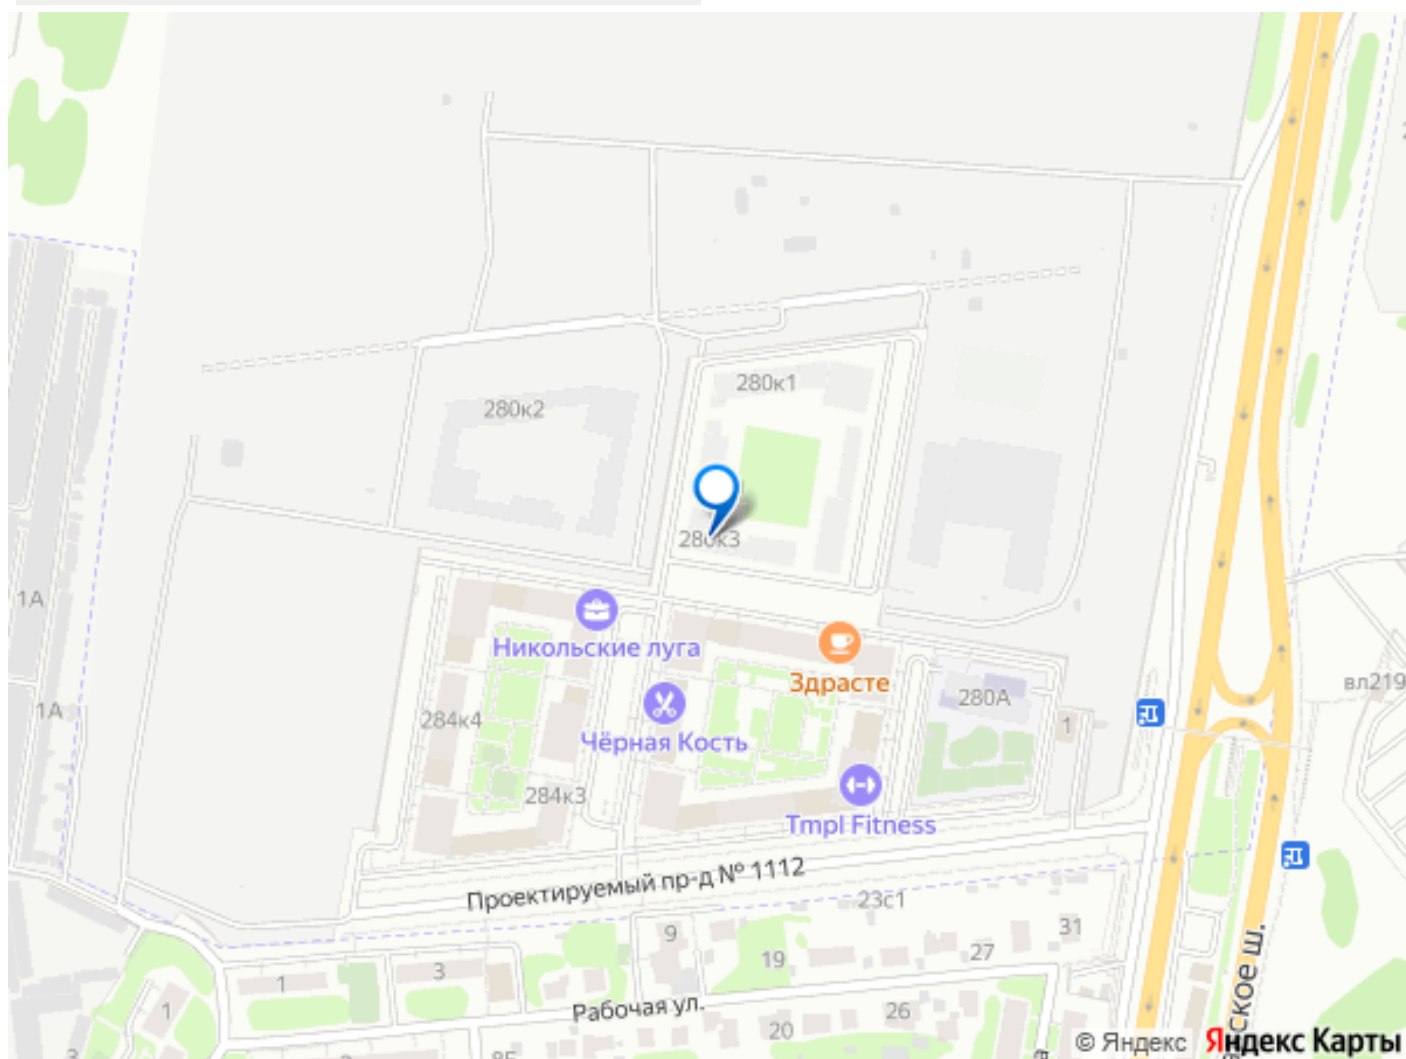 280к1
280к2
280к3
1А
Никольские луга
Здрасте
вл219
280А
1А
284к4
1
Чёрная Кость
284к3
Tmpl Fitness
Проектируемый пр-д № 1112
23с1
31
9
27
19
3
1
1
26
Рабочая ул.
20
ское ш.
© Яндекс
Яндекс Карты